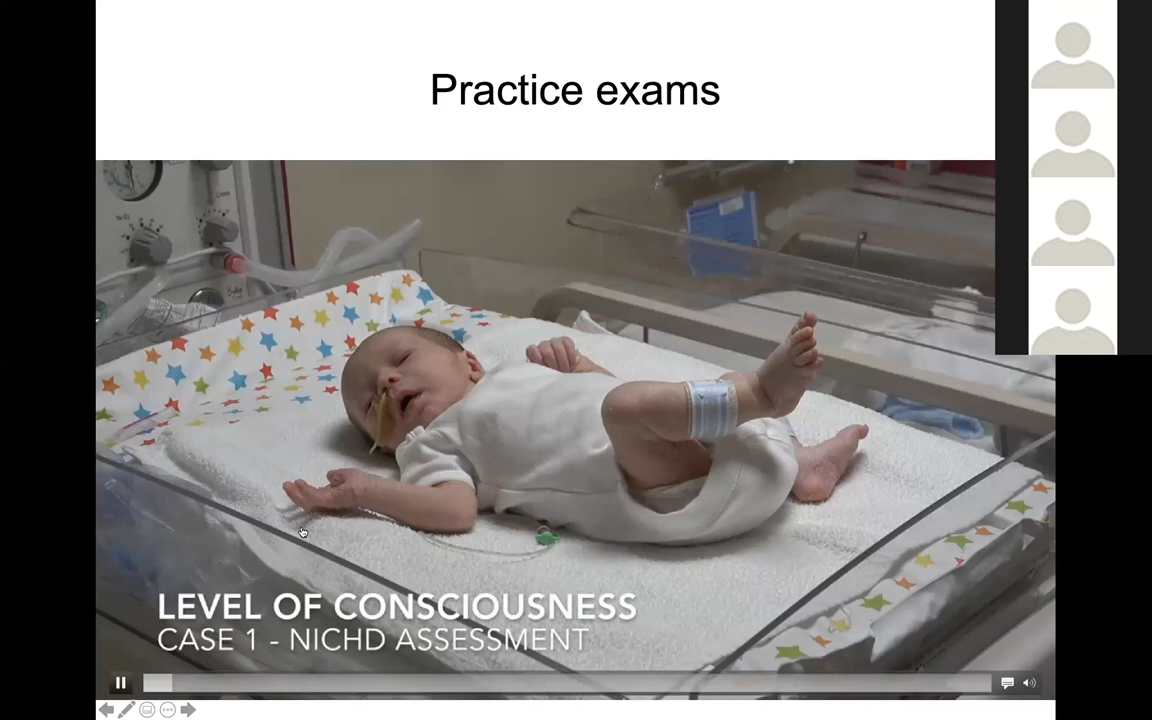 Practice exams
LEVEL OF CONSCIOUSNESS
CASE 1 - NICHD ASSESSMENT